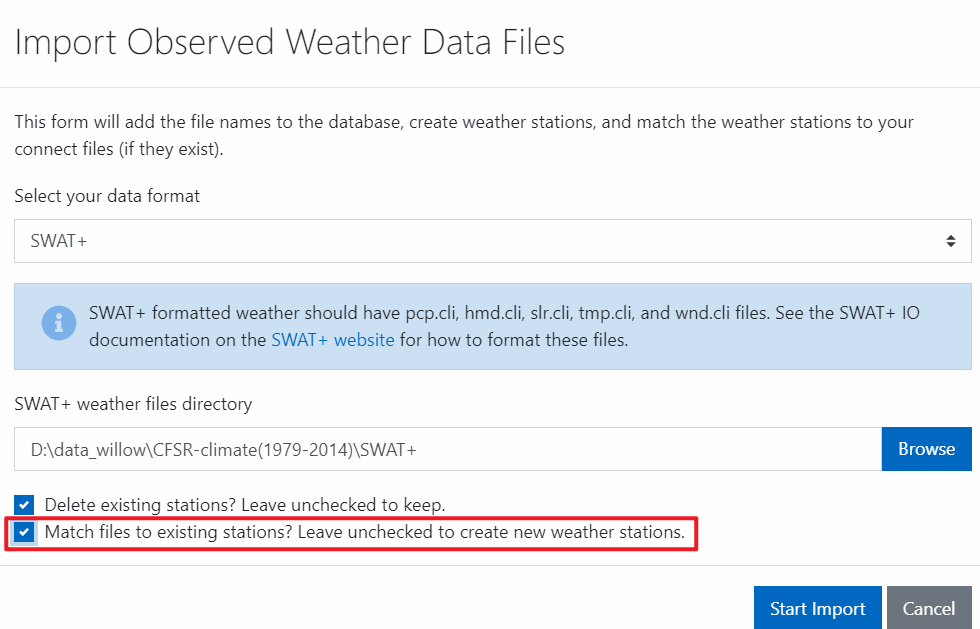 Import Observed Weather Data Files
This form will add the file names to the database, create weather stations, and match the weather stations to your
connect files (if they exist).
Select your data format
SWAT+
SWAT+ formatted weather should have pcp.cli, hmd.cli, slr.cli, tmp.cli, and wnd.cli files. See the SWAT+ IO
documentation on the SWAT+ website for how to format these files.
SWAT+ weather files directory
D:\data_willow\CFSR-climate(1979-2014)\SWAT+
Browse
Delete existing stations? Leave unchecked to keep.
Match files to existing stations? Leave unchecked to create new weather stations.
Start Import
Cancel